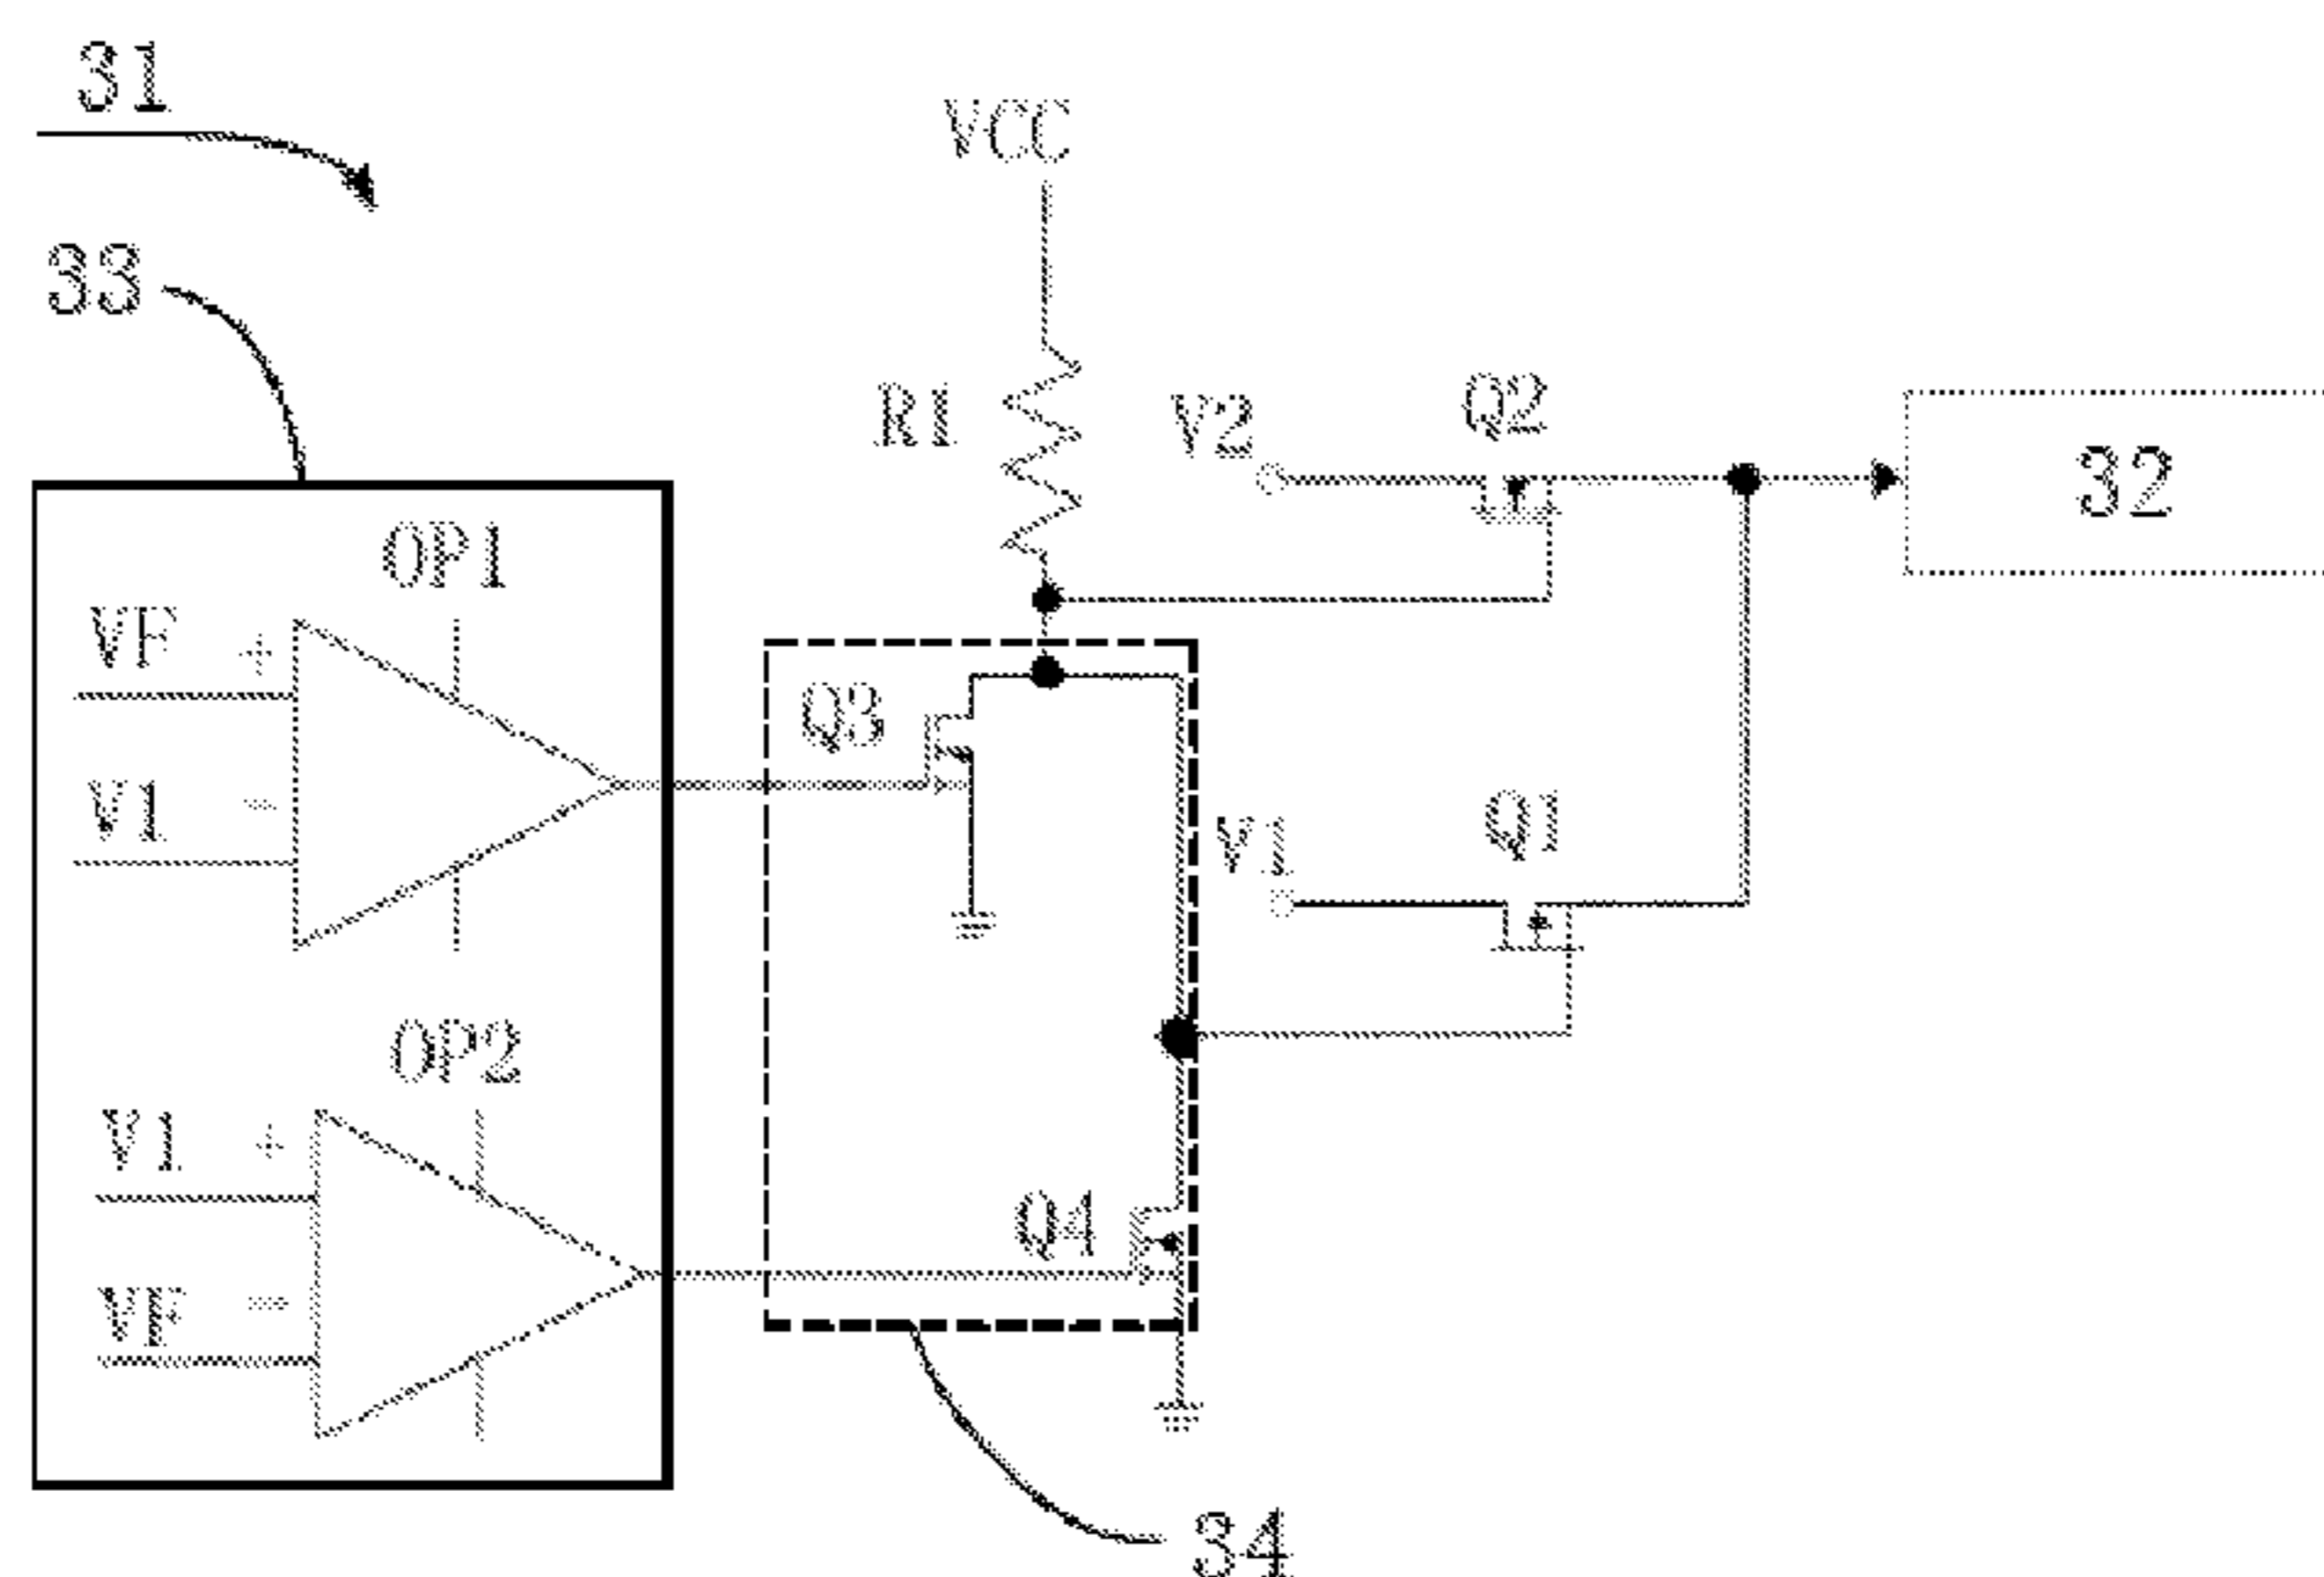 31
VCC
33
R1
V2
Q2
32
OP1
VF +
Q3
V1 -
V1
Q1
OP2
V1 +
Q4
VF -
34